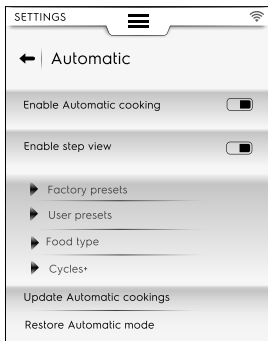 SETTINGS
Automatic
Enable Automatic cooking
Enable step view
Factory presets
User presets
Food type
Cycles+
Update Automatic cookings
Restore Automatic mode